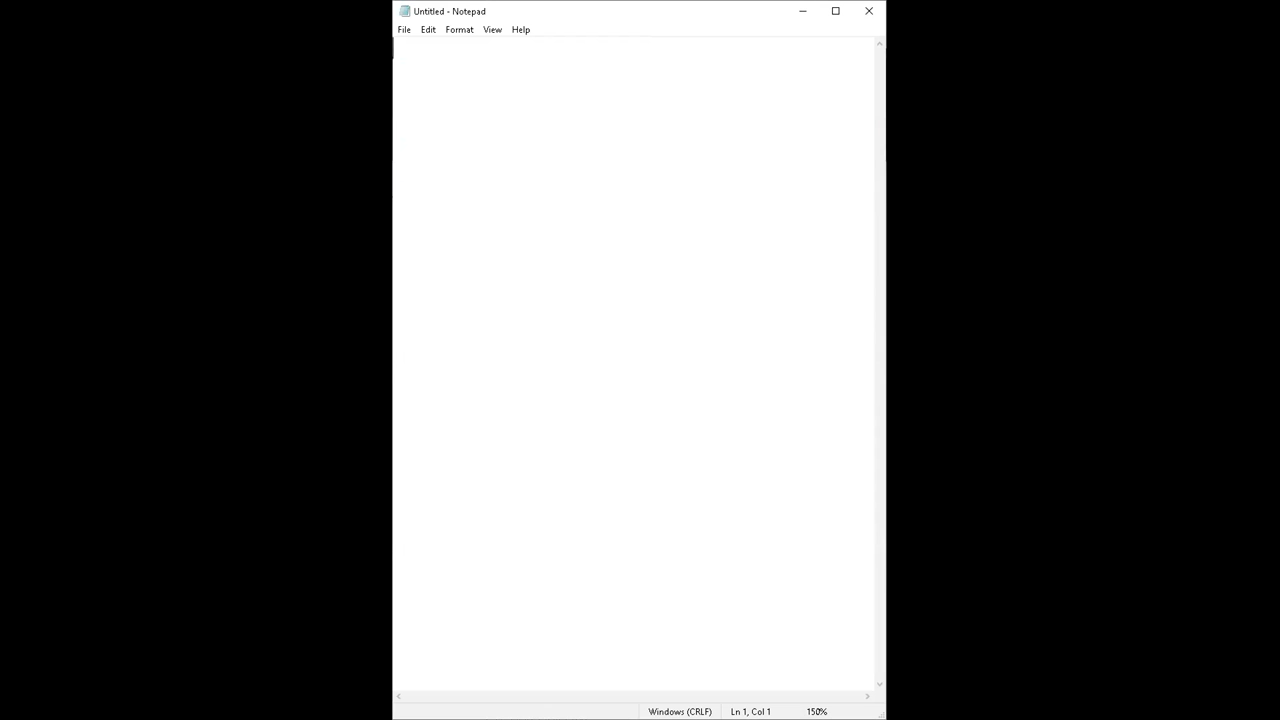 Untitled - Notepad
File Edit Format View Help
Windows (CRLF) Ln 1, Col 1 150%